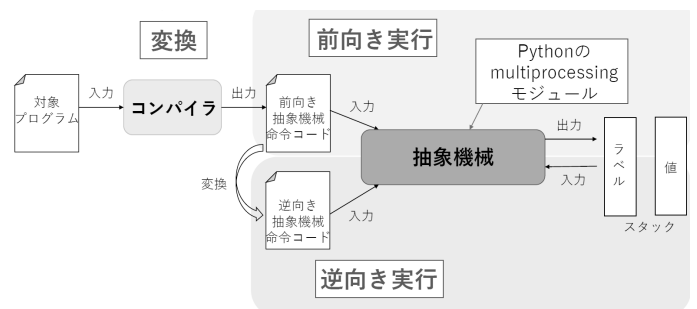 変換
前向き実行
Pythonの
multiprocessing
モジュール
対象
プログラム
入力
コンパイラ
出力
前向き
抽象機械
命令コード
入力
抽象機械
出力
入力
ラベル
値
スタック
変換
逆向き
抽象機械
命令コード
入力
逆向き実行